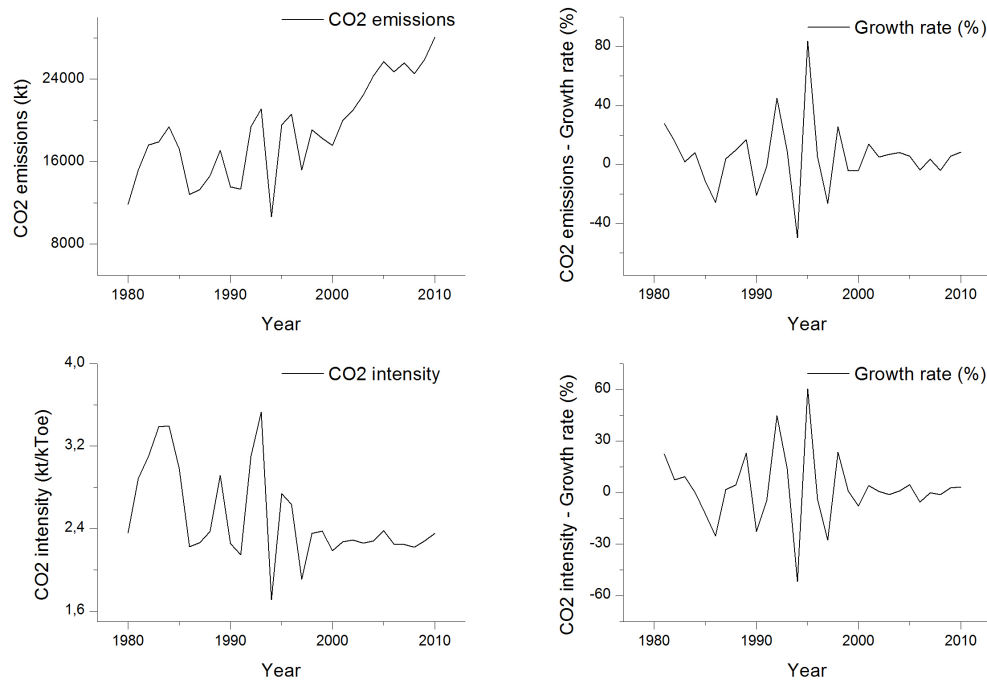 CO2 emissions
CO2 emissions (kt)
24000
16000
8000
1980
1990
2000
2010
Year
Growth rate (%)
CO2 emissions - Growth rate (%)
80
40
0
-40
1980
1990
2000
2010
Year
CO2 intensity
CO2 intensity (kt/kToe)
4,0
3,2
2,4
1,6
1980
1990
2000
2010
Year
Growth rate (%)
CO2 intensity - Growth rate (%)
60
30
0
-30
-60
1980
1990
2000
2010
Year